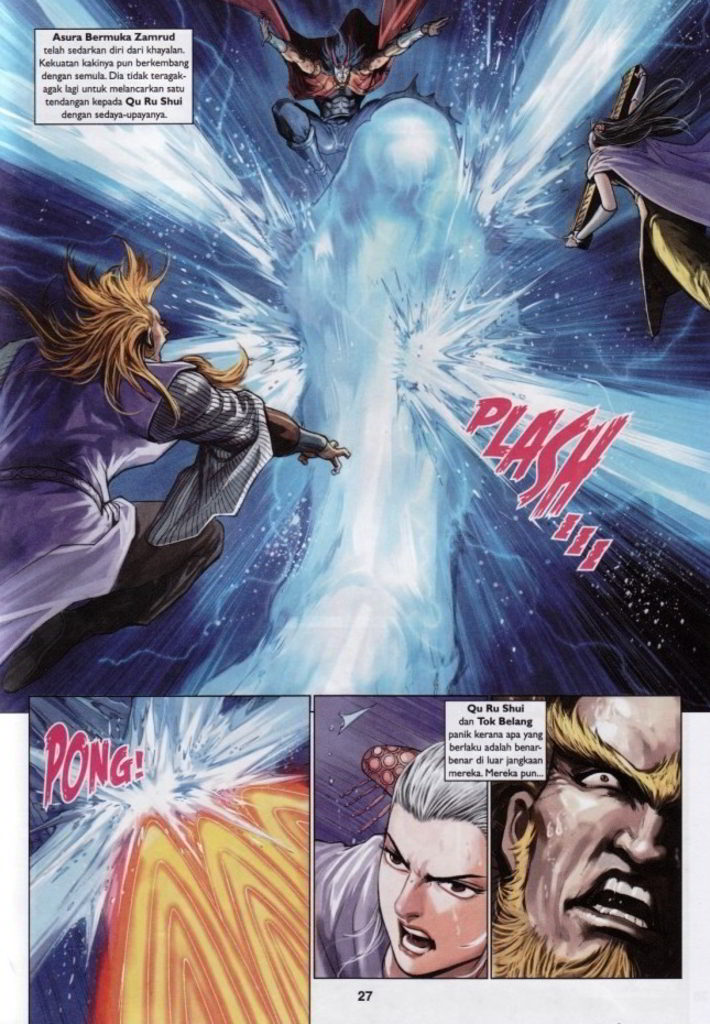 Asura Bermuka Zamrud
telah sedarkan diri dari khayalan.
Kekuatan kakinya pun berkembang
dengan semula. Dia tidak teragak-
agak lagi untuk melancarkan satu
tendangan kepada Qu Ru Shui
dengan sedaya-upayanya.
PLASHZZZ
PONG!
Qu Ru Shui
dan Tok Belang
panik kerana apa yang
berlaku adalah benar-
benar di luar jangkaan
mereka. Mereka pun...
27